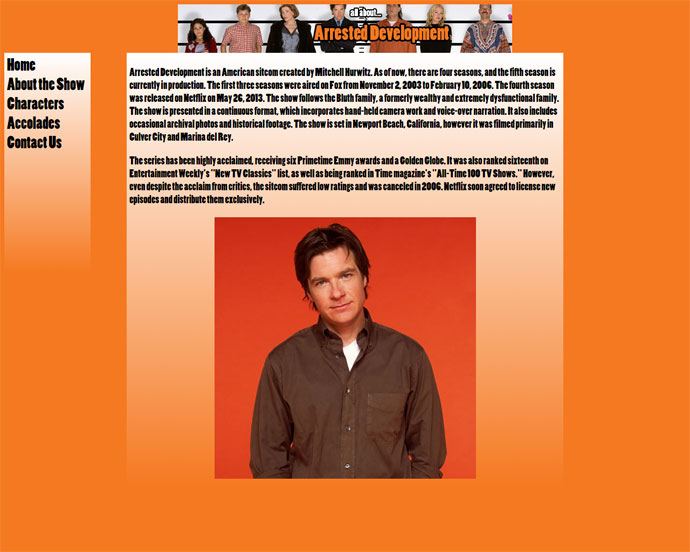 all about...
Arrested Development
Home
About the Show
Characters
Accolades
Contact Us
Arrested Development is an American sitcom created by Mitchell Hurwitz. As of now, there are four seasons, and the fifth season is
currently in production. The first three seasons were aired on Fox from November 2, 2003 to February 10, 2006. The fourth season
was released on Netflix on May 26, 2013. The show follows the Bluth family, a formerly wealthy and extremely dysfunctional family.
The show is presented in a continuous format, which incorporates hand-held camera work and voice-over narration. It also includes
occasional archival photos and historical footage. The show is set in Newport Beach, California, however it was filmed primarily in
Culver City and Marina del Rey.
The series has been highly acclaimed, receiving six Primetime Emmy awards and a Golden Globe. It was also ranked sixteenth on
Entertainment Weekly's "New TV Classics" list, as well as being ranked in Time magazine's "All-Time 100 TV Shows." However,
even despite the acclaim from critics, the sitcom suffered low ratings and was canceled in 2006. Netflix soon agreed to license new
episodes and distribute them exclusively.